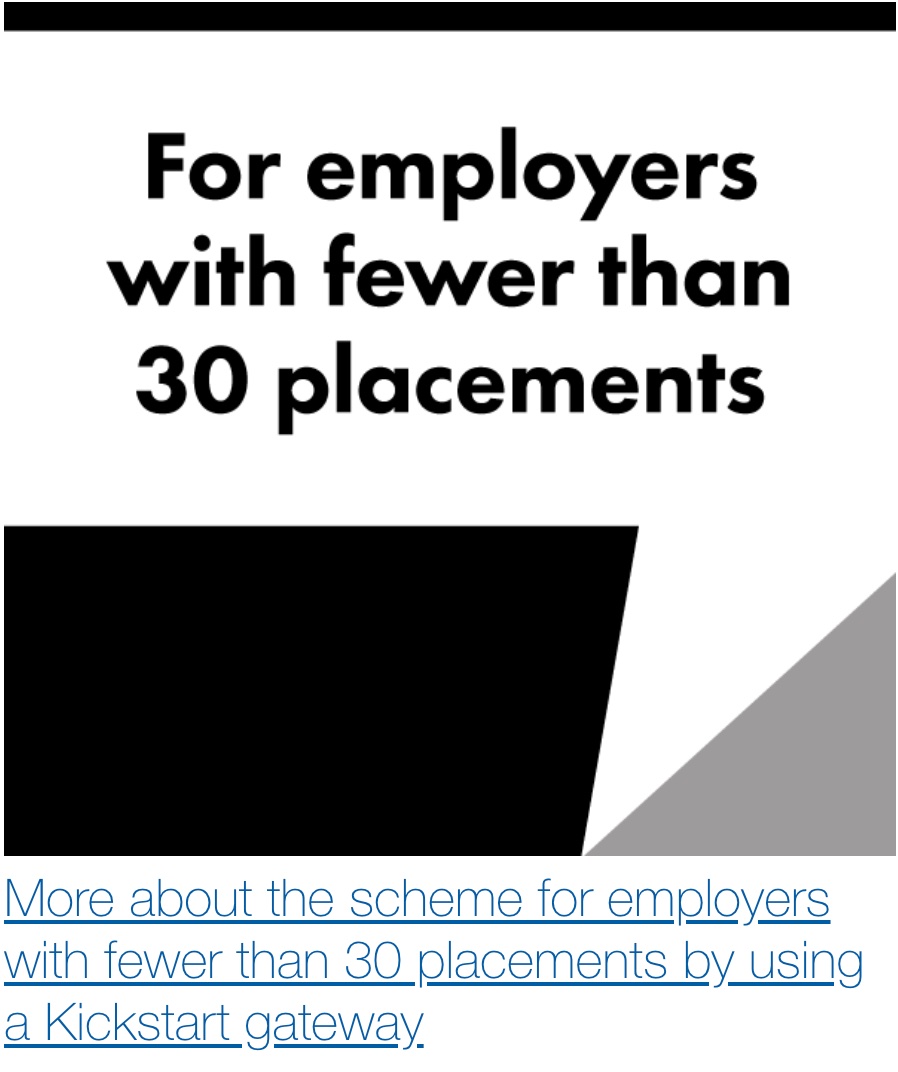 For employers
with fewer than
30 placements
More about the scheme for employers
with fewer than 30 placements by using
a Kickstart gateway